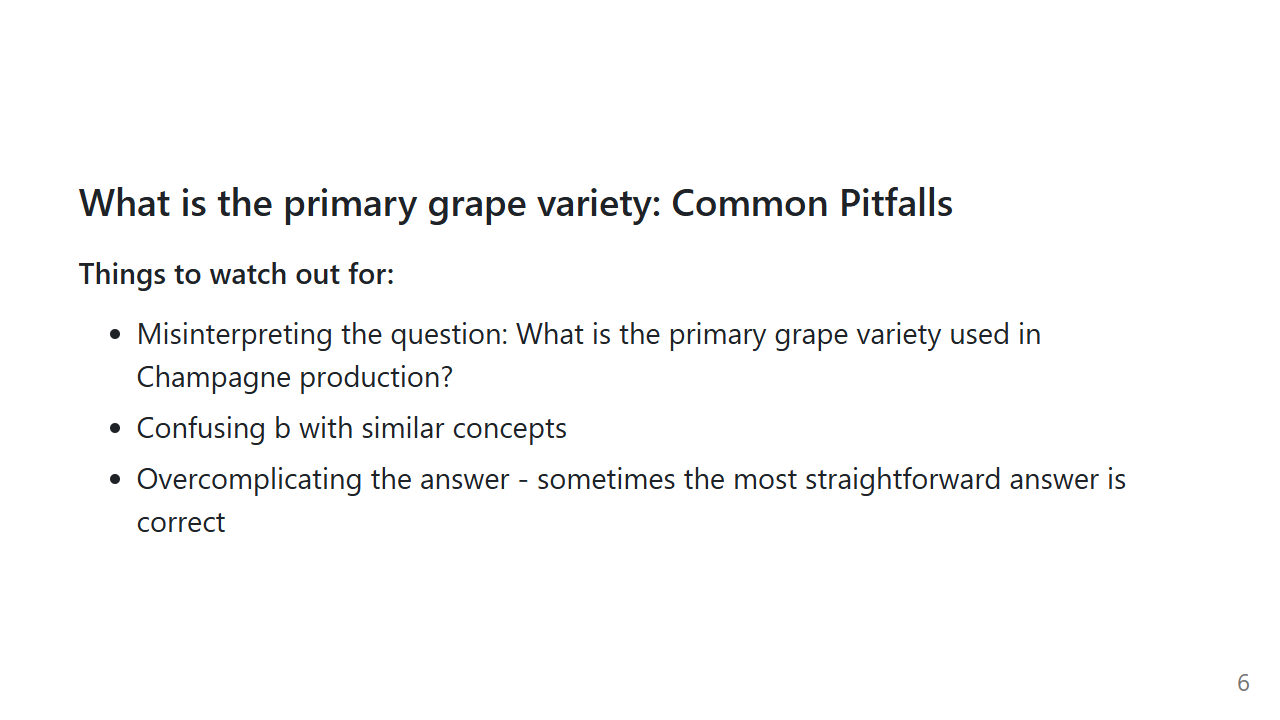 What is the primary grape variety: Common Pitfalls
Things to watch out for:
• Misinterpreting the question: What is the primary grape variety used in
Champagne production?
• Confusing b with similar concepts
• Overcomplicating the answer - sometimes the most straightforward answer is
correct
6